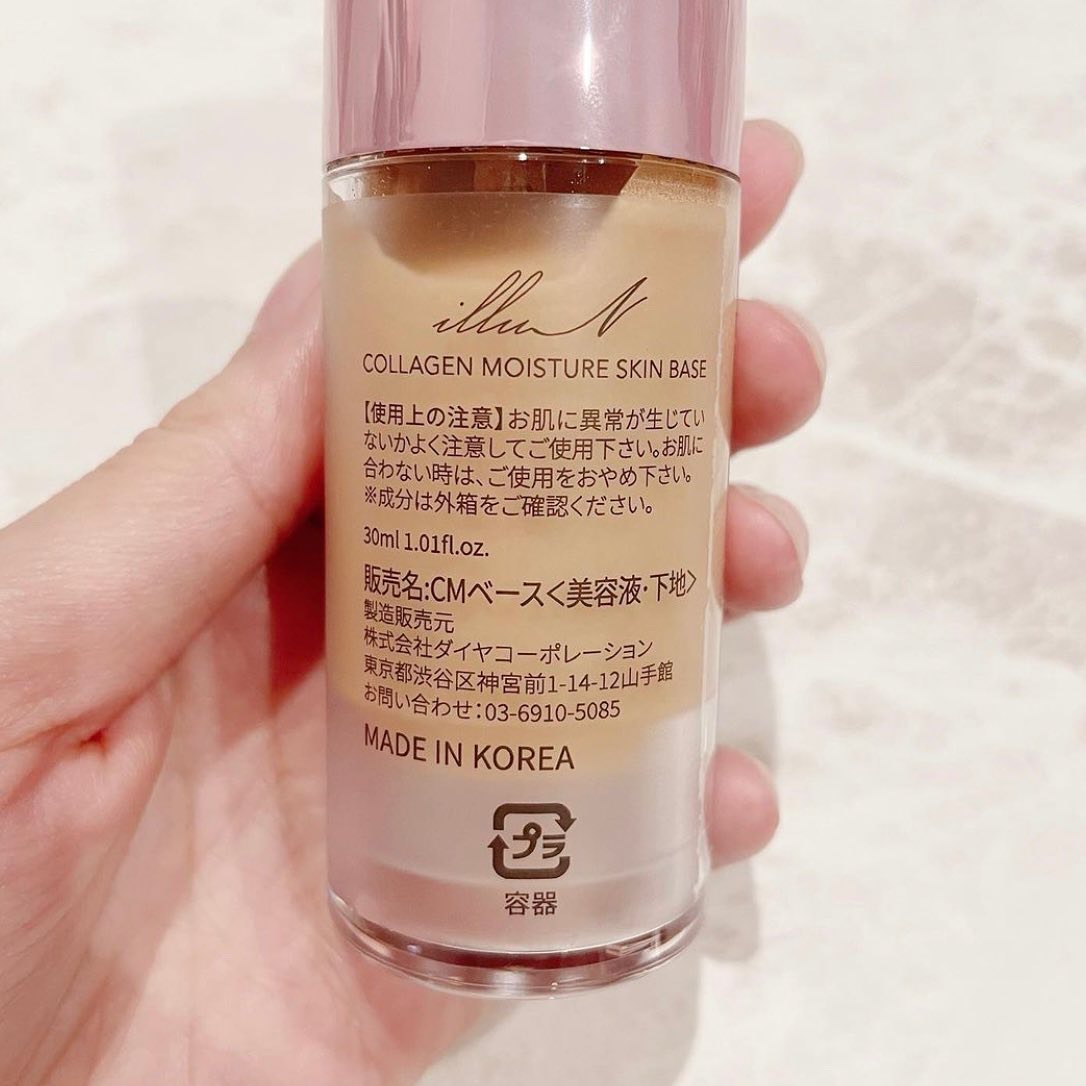 illuN
COLLAGEN MOISTURE SKIN BASE
【使用上の注意】お肌に異常が生じてい
ないかよく注意してご使用下さい。お肌に
合わない時は、ご使用をおやめ下さい。
※成分は外箱をご確認ください。
30ml 1.01fl.oz.
販売名:CMベース<美容液・下地>
製造販売元
株式会社ダイヤコーポレーション
東京都渋谷区神宮前1-14-12山手館
お問い合わせ:03-6910-5085
MADE IN KOREA
プラ
容器